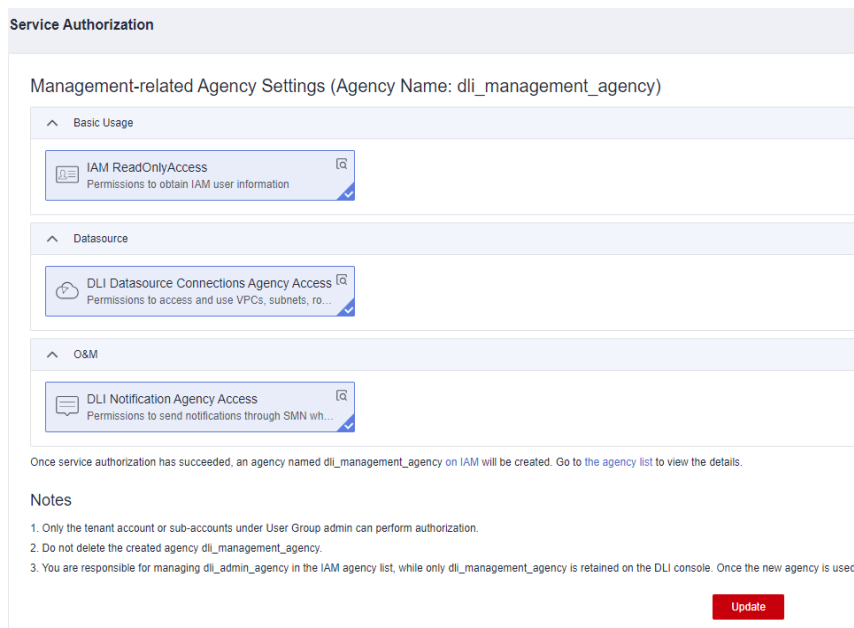 Service Authorization
Management-related Agency Settings (Agency Name: dli_management_agency)
Basic Usage
IAM ReadOnlyAccess
Permissions to obtain IAM user information
Datasource
DLI Datasource Connections Agency Access
Permissions to access and use VPCs, subnets, ro...
O&M
DLI Notification Agency Access
Permissions to send notifications through SMN wh...
Once service authorization has succeeded, an agency named dli_management_agency on IAM will be created. Go to the agency list to view the details.
Notes
1. Only the tenant account or sub-accounts under User Group admin can perform authorization.
2. Do not delete the created agency dli_management_agency.
3. You are responsible for managing dli_admin_agency in the IAM agency list, while only dli_management_agency is retained on the DLI console. Once the new agency is used
Update